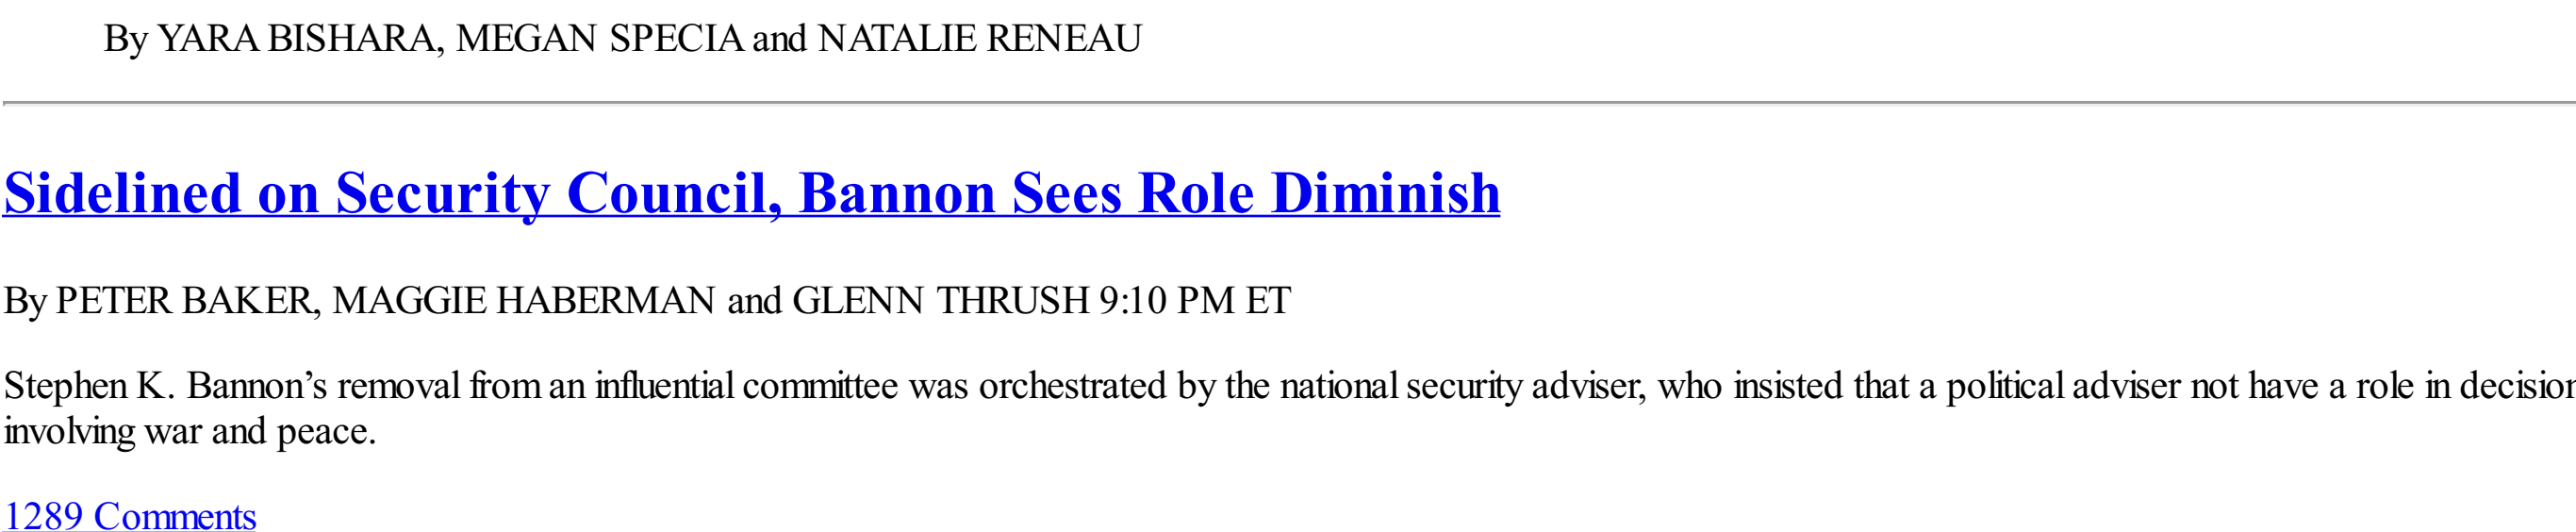 By YARA BISHARA, MEGAN SPECIA and NATALIE RENEAU
Sidelined on Security Council, Bannon Sees Role Diminish
By PETER BAKER, MAGGIE HABERMAN and GLENN THRUSH 9:10 PM ET
Stephen K. Bannon’s removal from an influential committee was orchestrated by the national security adviser, who insisted that a political adviser not have a role in decision
involving war and peace.
1289 Comments